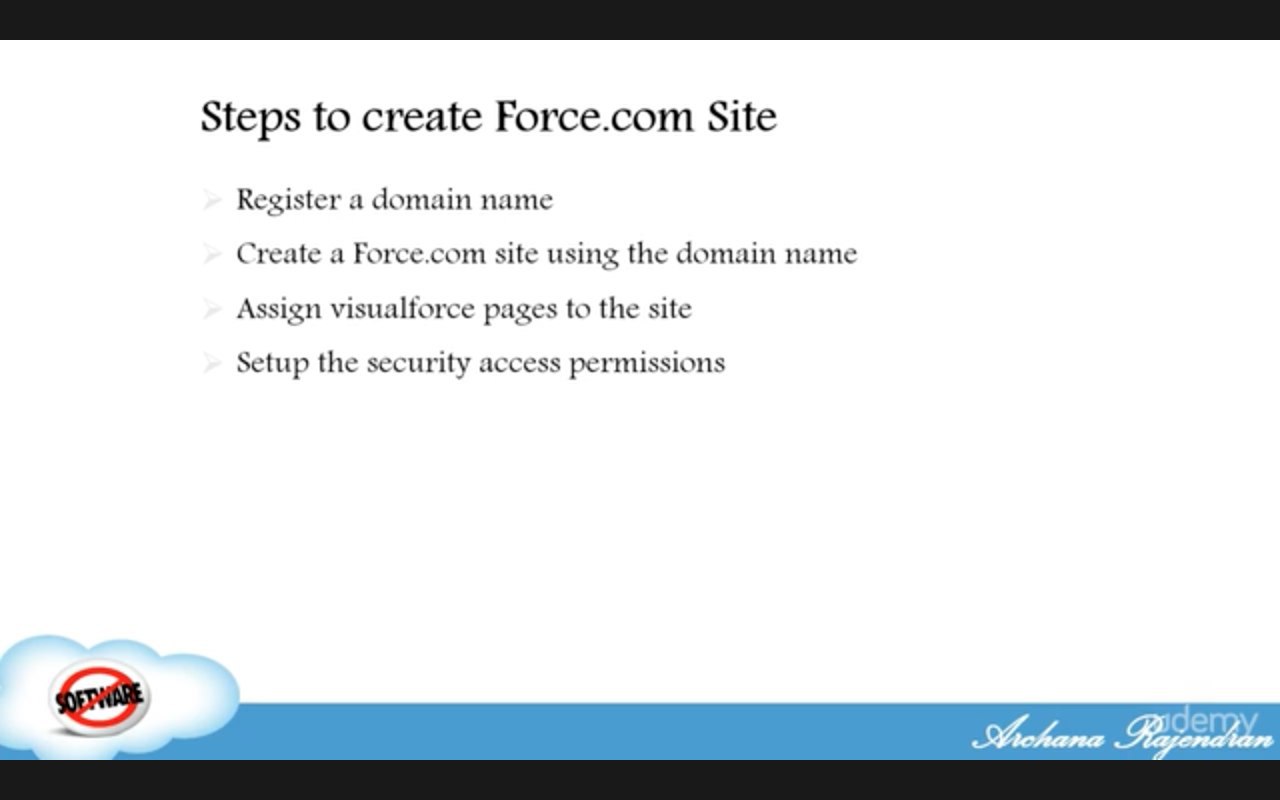 Steps to create Force.com Site
Register a domain name
Create a Force.com site using the domain name
Assign visualforce pages to the site
Setup the security access permissions
SOFTWARE
udemy
Archana Rajendran